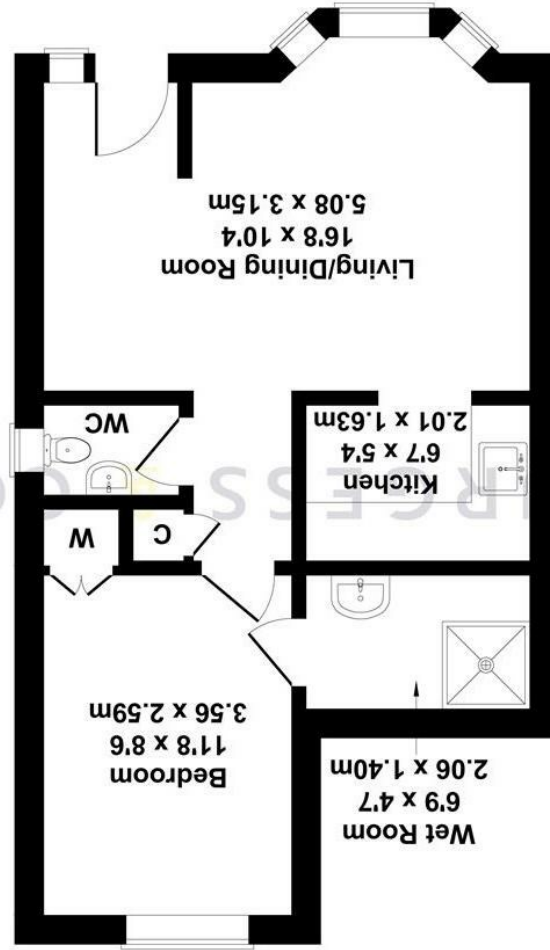 Wet Room
6'9 x 4'7
2.06 x 1.40m
Bedroom
11'8 x 8'6
3.56 x 2.59m
C
W
Kitchen
6'7 x 5'4
2.01 x 1.63m
WC
Living/Dining Room
16'8 x 10'4
5.08 x 3.15m
RGESS